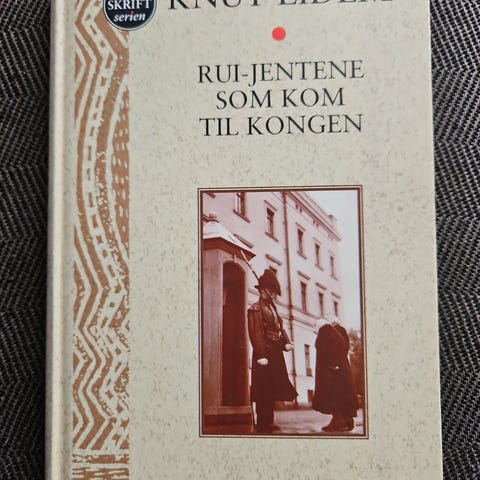 SKRIFT
serien
KNUT EIDEM
RUI-JENTENE
SOM KOM
TIL KONGEN